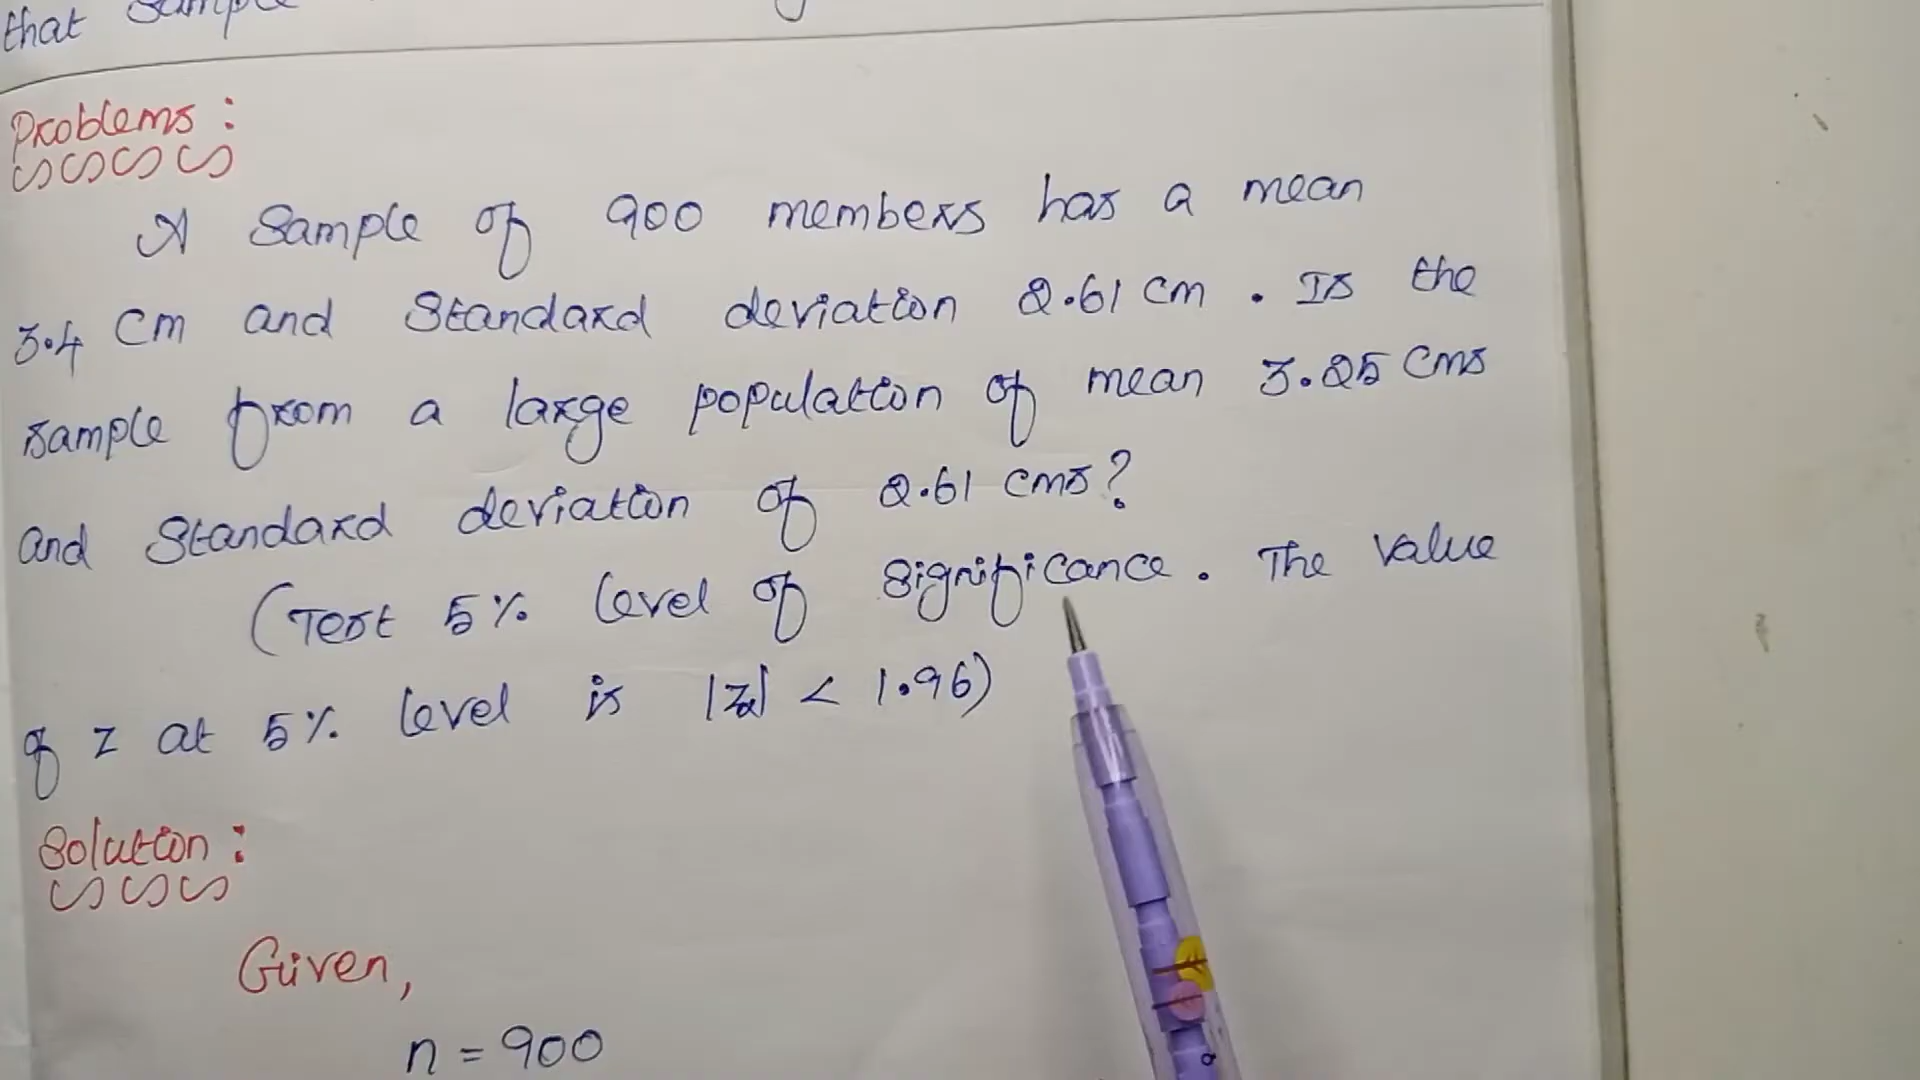 that sample
Problems :
A Sample of 900 members has a mean
3.4 cm and standard deviation 2.61 cm . Is the
sample from a large population of mean 3.25 cms
and standard deviation of 2.61 cms?
(Test 5% level of significance. The value
of z at 5% level is |zα| < 1.96)
Solution :
Given,
n = 900